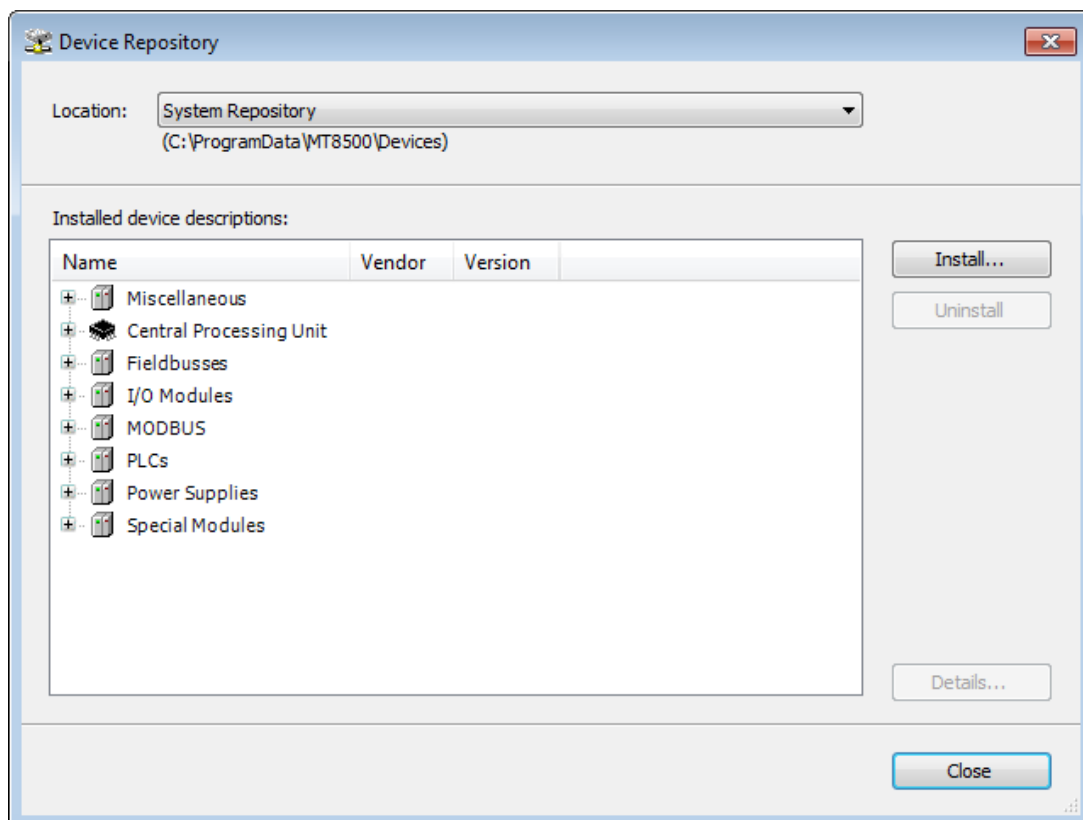 Device Repository
Location: System Repository
(C:\ProgramData\MT8500\Devices)
Installed device descriptions:
Name Vendor Version Install...
Miscellaneous Uninstall
Central Processing Unit
Fieldbusses
I/O Modules
MODBUS
PLCs
Power Supplies
Special Modules
Details...
Close